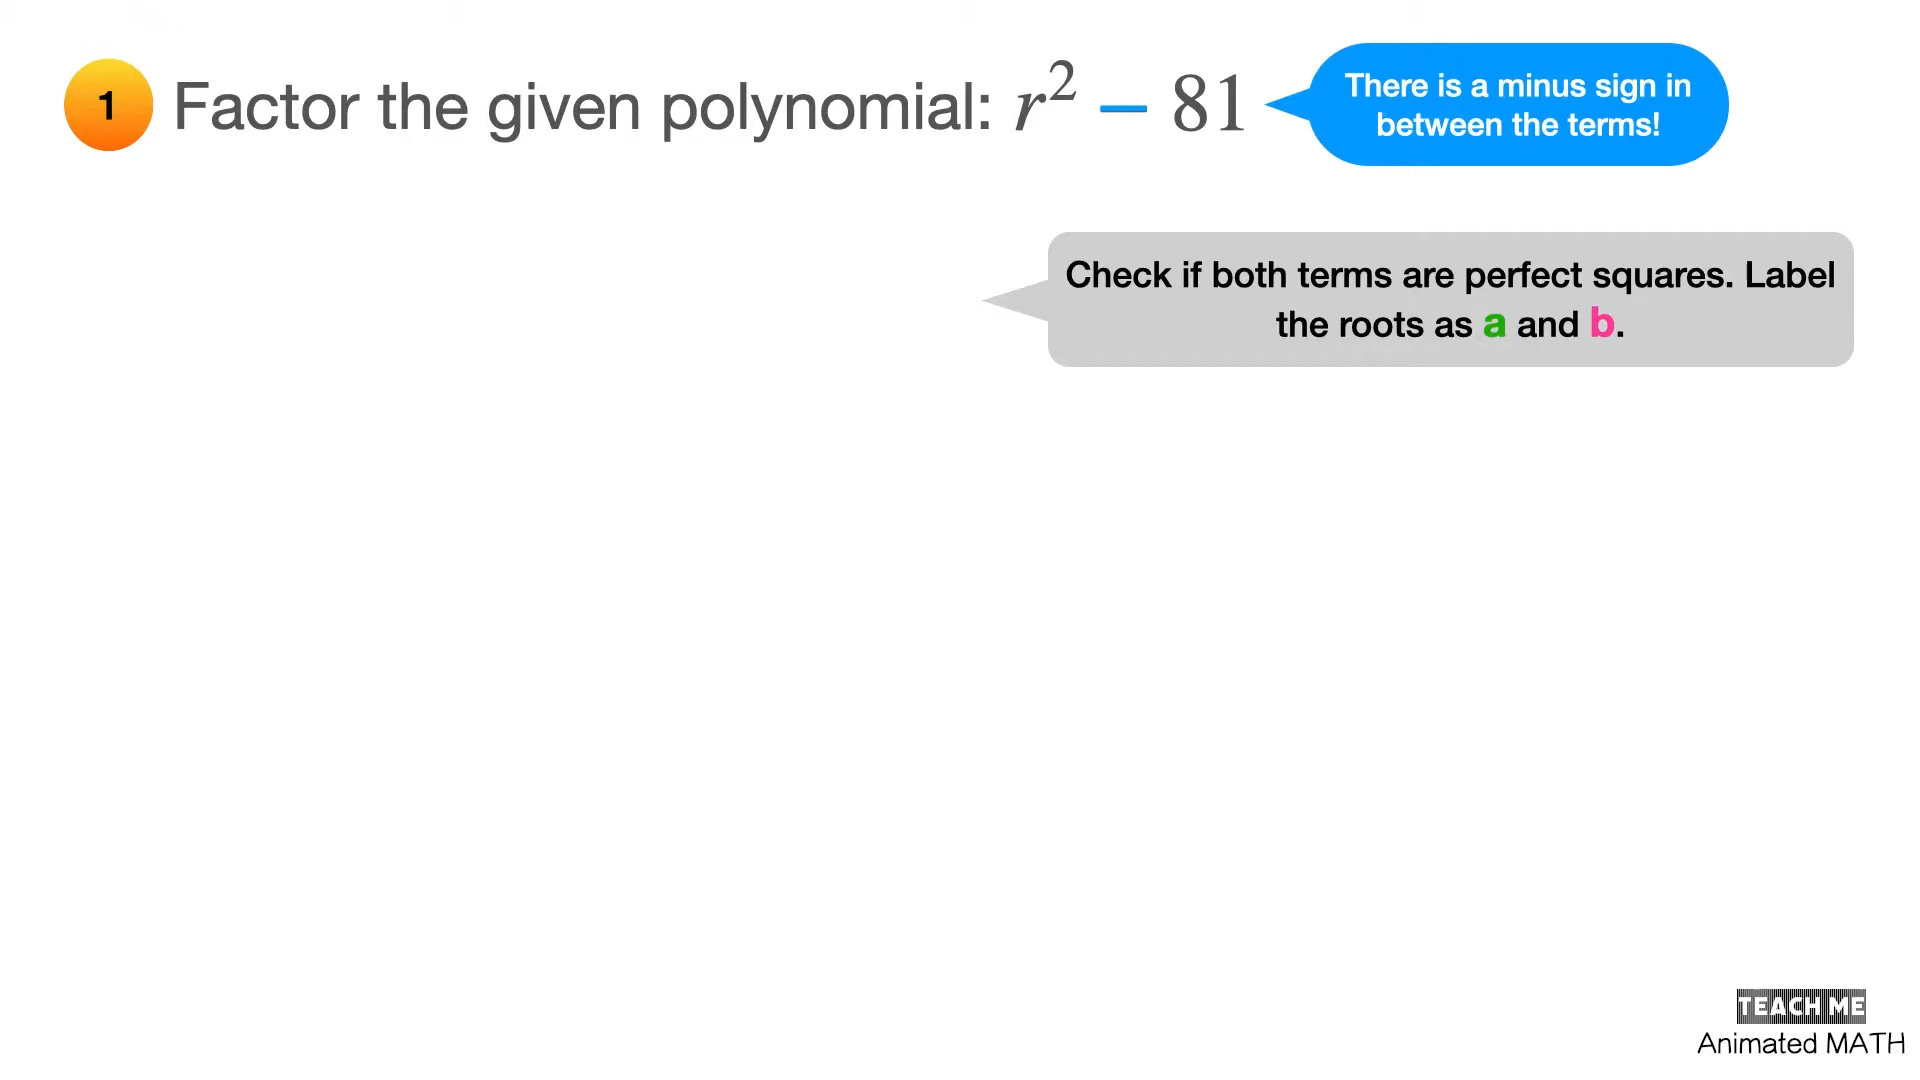 1 Factor the given polynomial: r² − 81
There is a minus sign in
between the terms!
Check if both terms are perfect squares. Label
the roots as a and b.
TEACH ME
Animated MATH